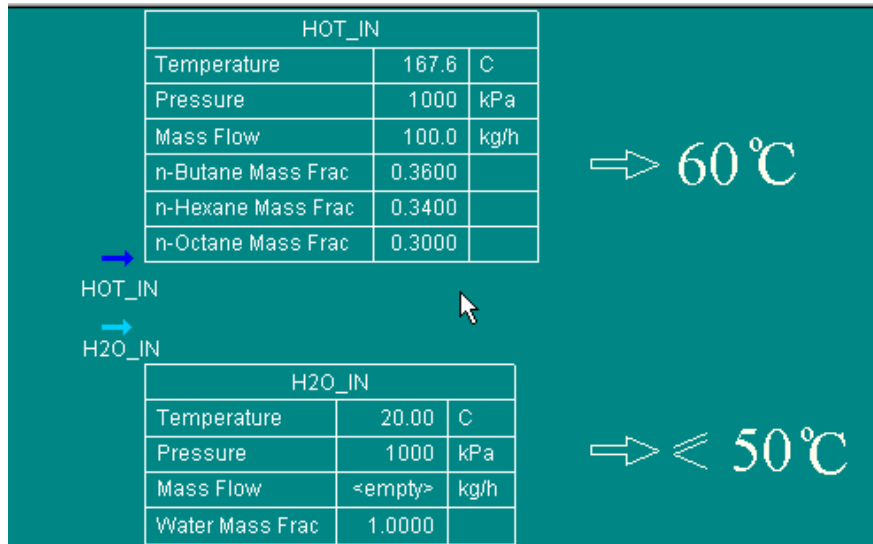 HOT_IN
Temperature 167.6 C
Pressure 1000 kPa
Mass Flow 100.0 kg/h
n-Butane Mass Frac 0.3600
n-Hexane Mass Frac 0.3400
n-Octane Mass Frac 0.3000
60℃
HOT_IN
H2O_IN
H2O_IN
Temperature 20.00 C
Pressure 1000 kPa
Mass Flow <empty> kg/h
Water Mass Frac 1.0000
⩽ 50℃